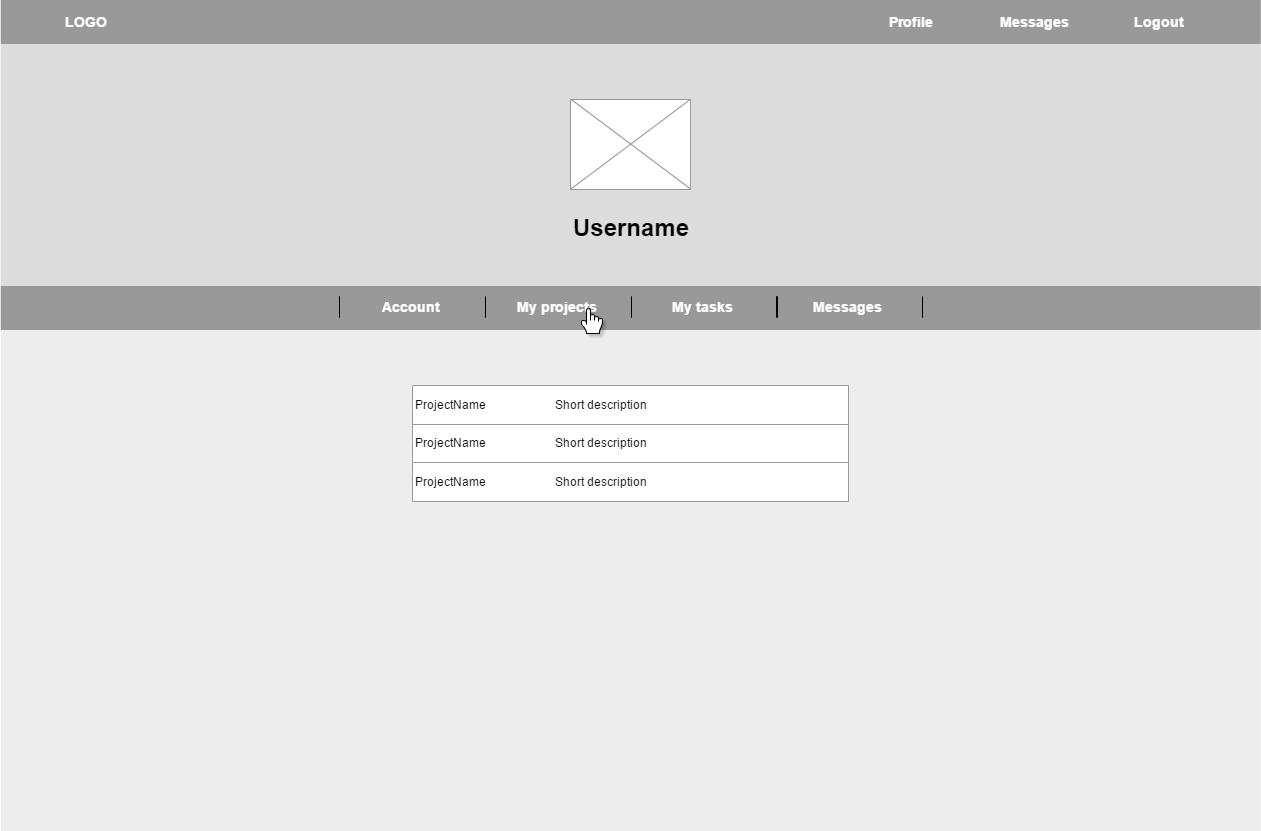 LOGO Profile Messages Logout
Username
Account My projects My tasks Messages
ProjectName Short description
ProjectName Short description
ProjectName Short description